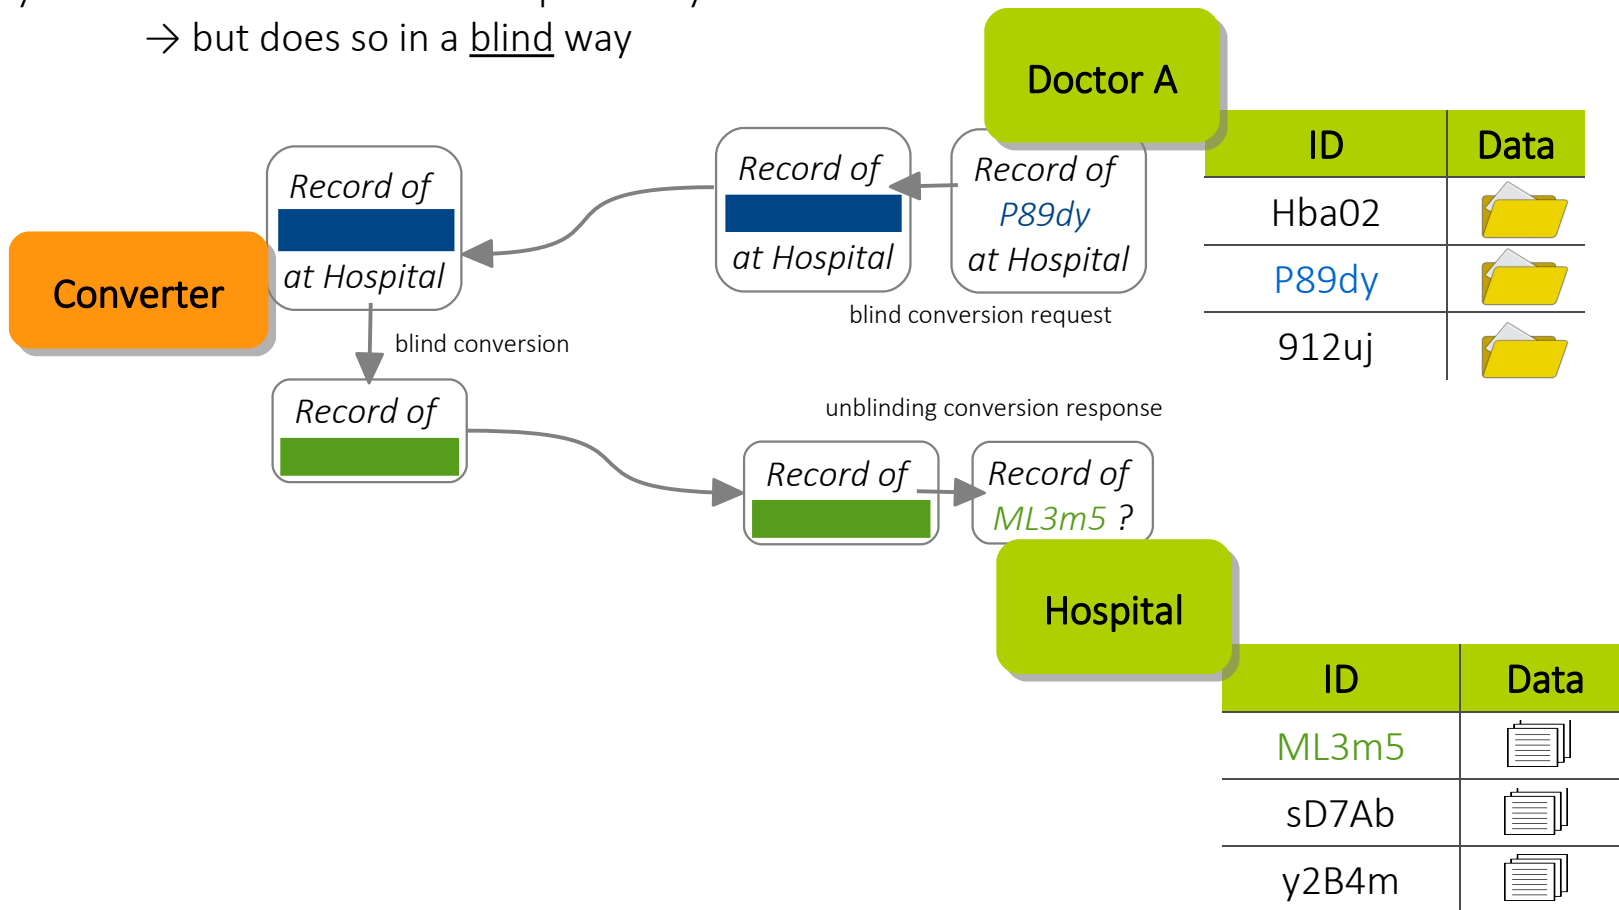 → but does so in a blind way
Doctor A
ID Data
Hba02
P89dy
912uj
Record of
P89dy
at Hospital
Record of
at Hospital
blind conversion request
Record of
at Hospital
Converter
blind conversion
Record of
unblinding conversion response
Record of
Record of
ML3m5 ?
Hospital
ID Data
ML3m5
sD7Ab
y2B4m